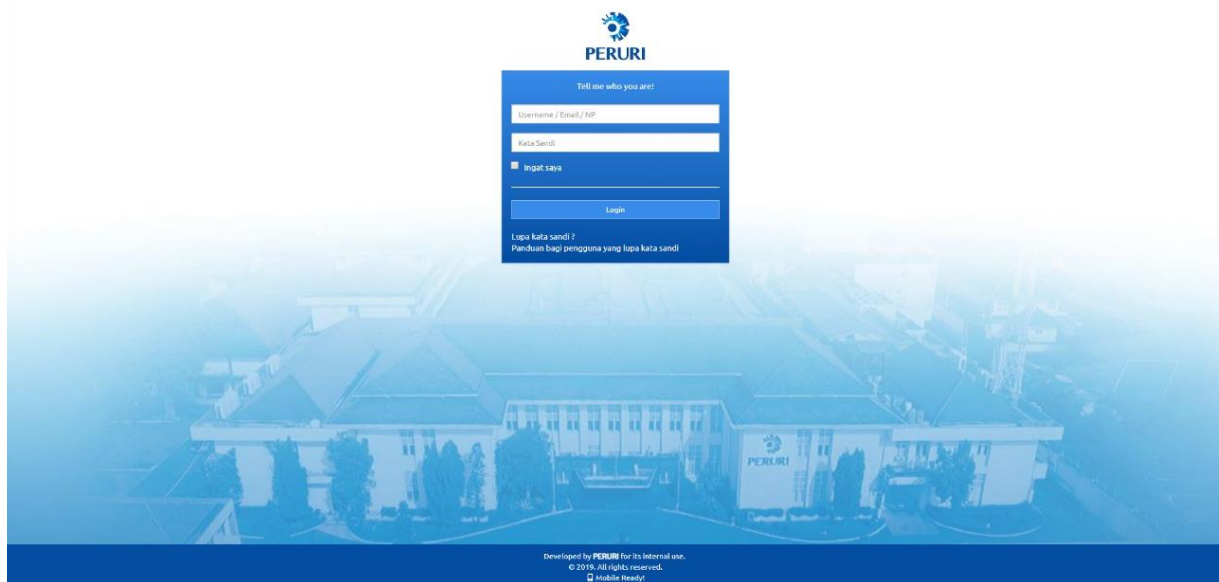 PERURI
Tell me who you are!
Username / Email / NP
Kata Sandi
Ingat saya
Login
Lupa kata sandi ?
Panduan bagi pengguna yang lupa kata sandi
PERURI
Developed by PERURI for its internal use.
© 2019. All rights reserved.
Mobile Ready!